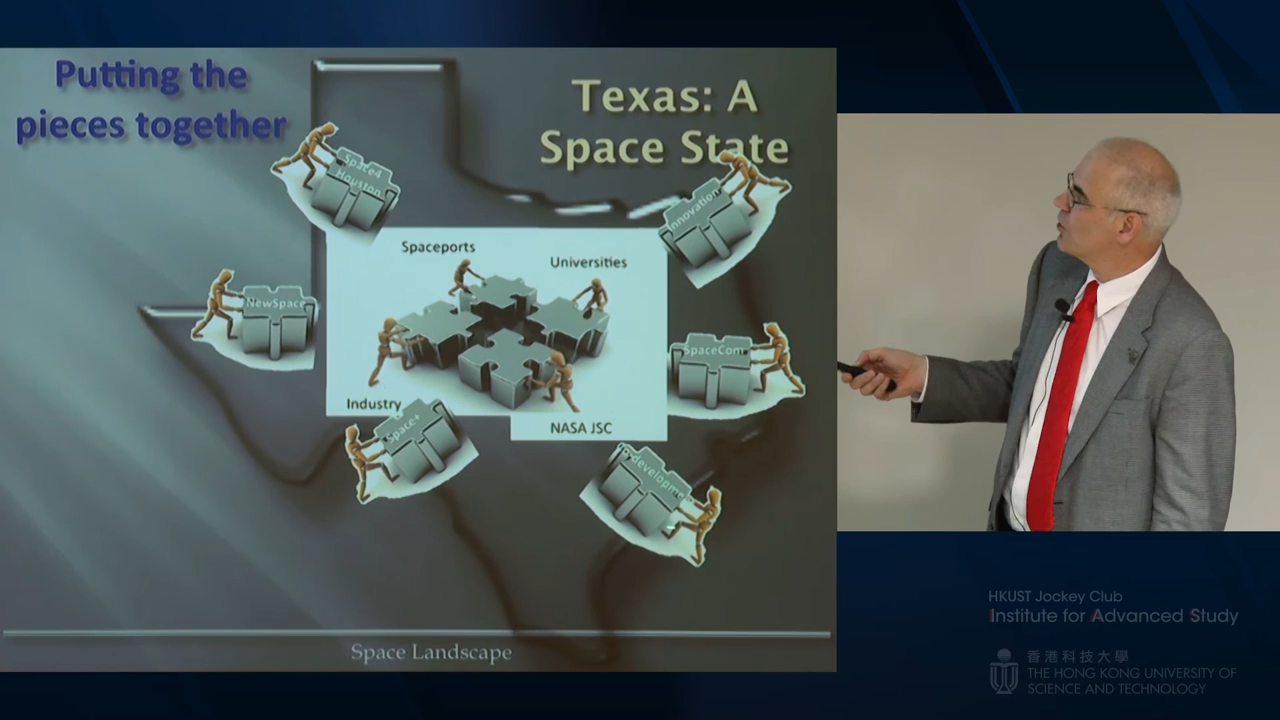 Putting the
pieces together
Texas: A
Space State
Space4
Houston
Innovation
Spaceports
Universities
NewSpace
SpaceCom
Industry
Space+
NASA JSC
Space Landscape
HKUST Jockey Club
Institute for Advanced Study
香港科技大學
THE HONG KONG UNIVERSITY OF
SCIENCE AND TECHNOLOGY